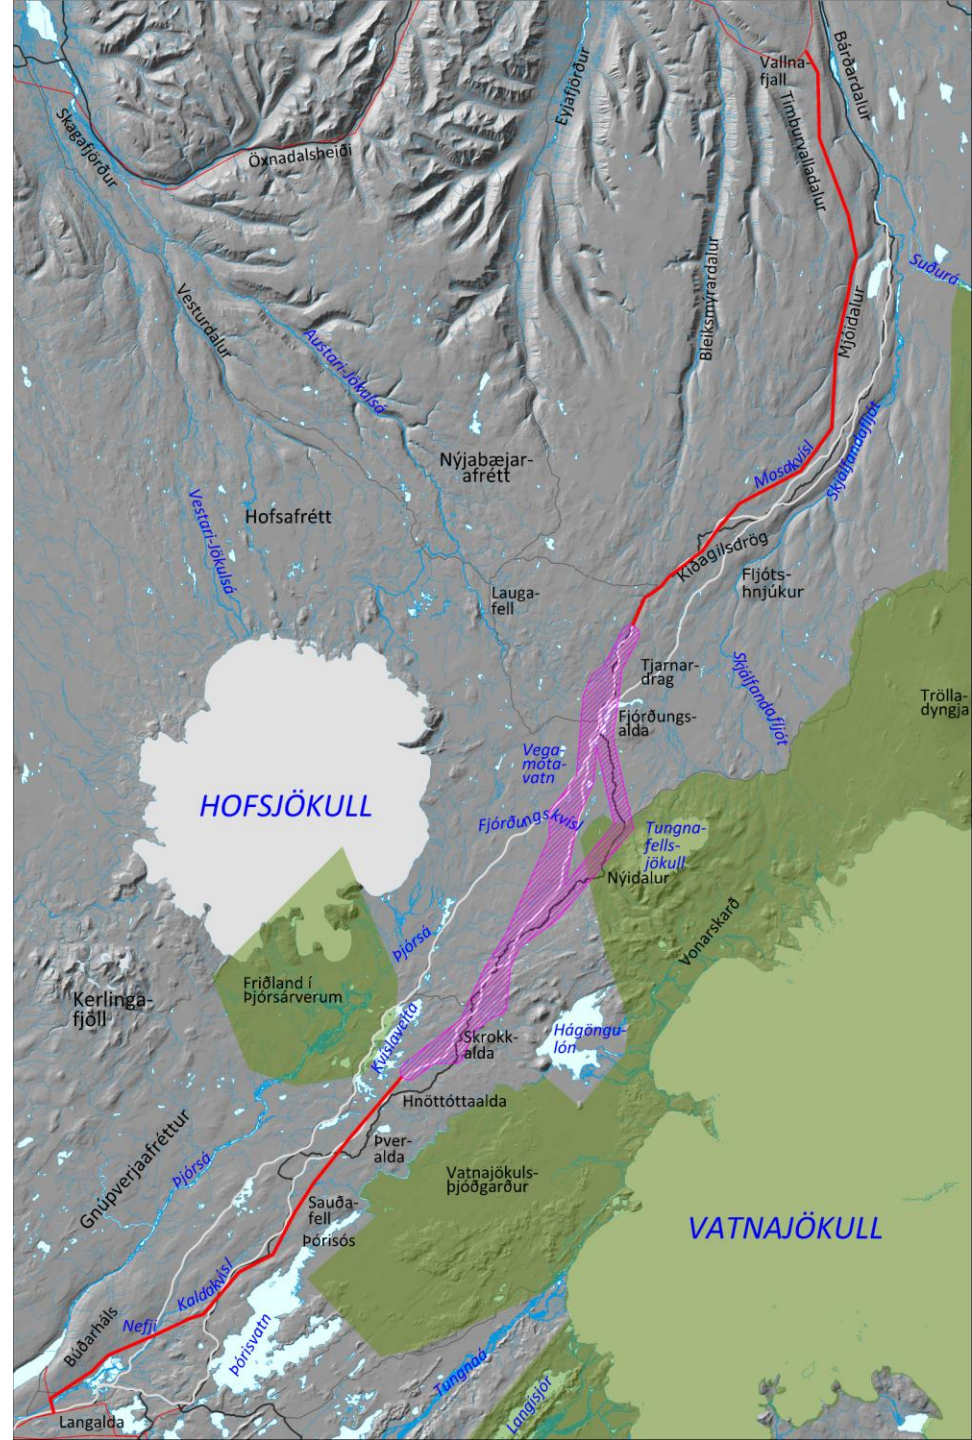 Vallna-
fjall
Bárðardalur
Timburvalladalur
Eyjafjörður
Skagafjörður
Öxnadalsheiði
Bleiksmýrardalur
Suðurá
Vesturdalur
Mjóidalur
Austari-Jökulsá
Skjálfandafljót
Mosakvísl
Nýjabæjar-
afrétt
Vestari-Jökulsá
Hofsafrétt
Kiðagilsdrög
Fljóts-
hnjúkur
Lauga-
fell
Tjarnar-
drag
Skjálfandafljót
Trölla-
dyngja
Fjórðungs-
alda
Vega-
móta-
vatn
HOFSJÖKULL
Fjórðungskvísl
Tungna-
fells-
jökull
Nýidalur
Vonarskarð
Þjórsá
Friðland í
Þjórsárverum
Kerlinga-
fjöll
Kvíslaveita
Skrokk-
alda
Hágöngu-
lón
Hnöttóttaalda
Gnúpverjaafréttur
Þver-
alda
Þjórsá
Vatnajökuls-
þjóðgarður
Sauða-
fell
Þórisós
VATNAJÖKULL
Kaldakvísl
Nefji
Búðarháls
Þórisvatn
Tungnaá
Langisjór
Langalda